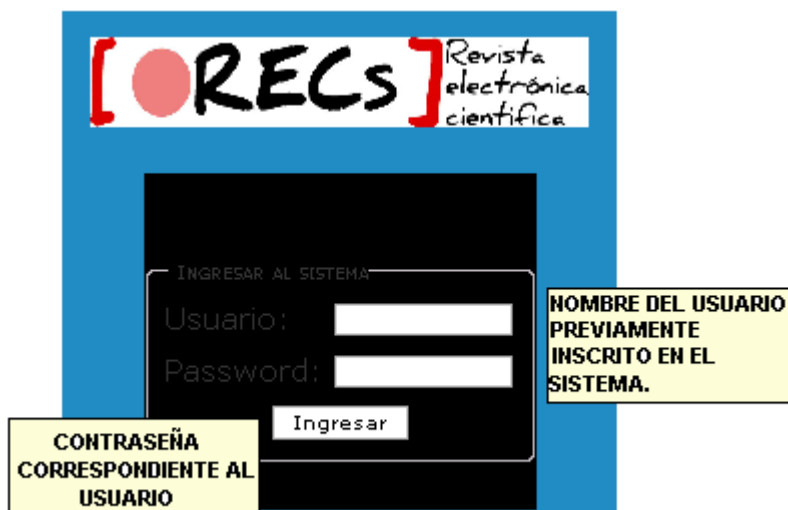 [ RECs ]
Revista
electrónica
cientifica
INGRESAR AL SISTEMA
Usuario:
NOMBRE DEL USUARIO
PREVIAMENTE
INSCRITO EN EL
SISTEMA.
Password:
Ingresar
CONTRASEÑA
CORRESPONDIENTE AL
USUARIO